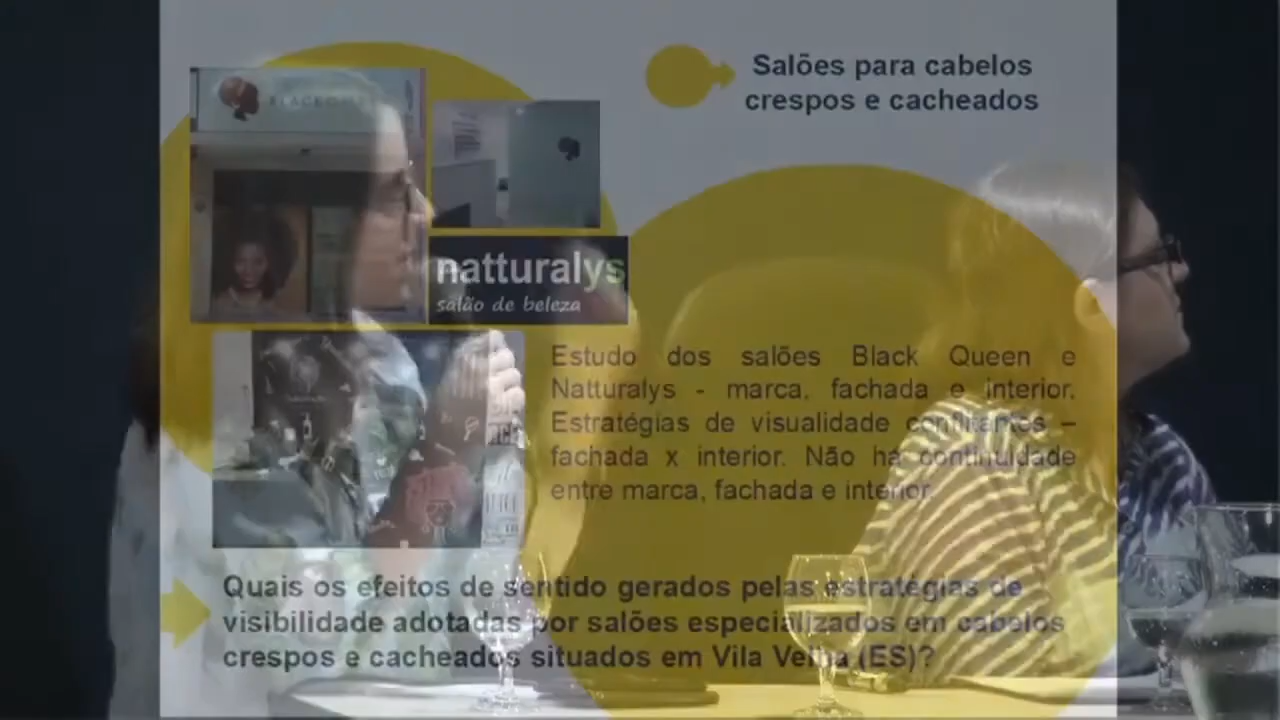 Salões para cabelos
crespos e cacheados
BLACKQUEEN
natturalys
salão de beleza
Estudo dos salões Black Queen e
Natturalys - marca, fachada e interior.
Estratégias de visualidade conflitantes –
fachada x interior. Não há continuidade
entre marca, fachada e interior.
Quais os efeitos de sentido gerados pelas estratégias de
visibilidade adotadas por salões especializados em cabelos
crespos e cacheados situados em Vila Velha (ES)?